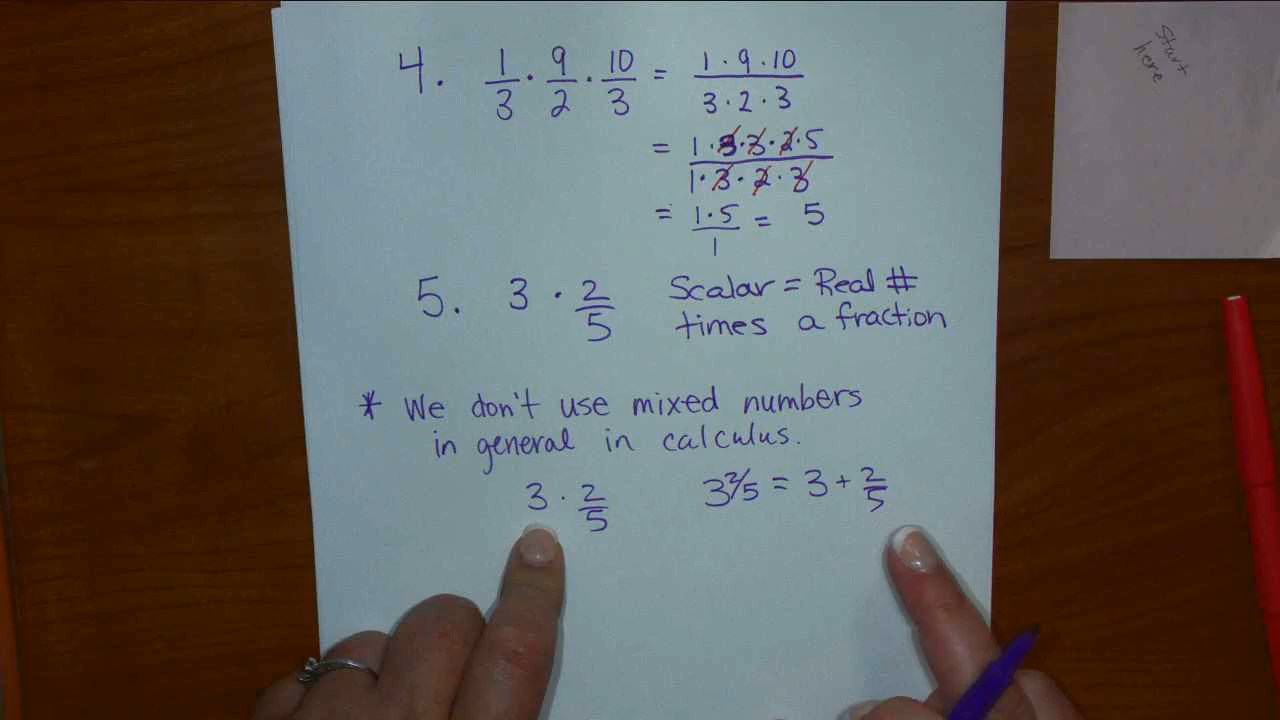 4. 1/3 · 9/2 · 10/3 = 1 · 9 · 10 / 3 · 2 · 3
= 1 · 3 · 3 · 2 · 5 / 1 · 3 · 2 · 3
= 1 · 5 / 1 = 5
5. 3 · 2/5 Scalar = Real #
times a fraction
* We don't use mixed numbers
in general in calculus.
3 · 2/5 3 2/5 = 3 + 2/5
Start
here